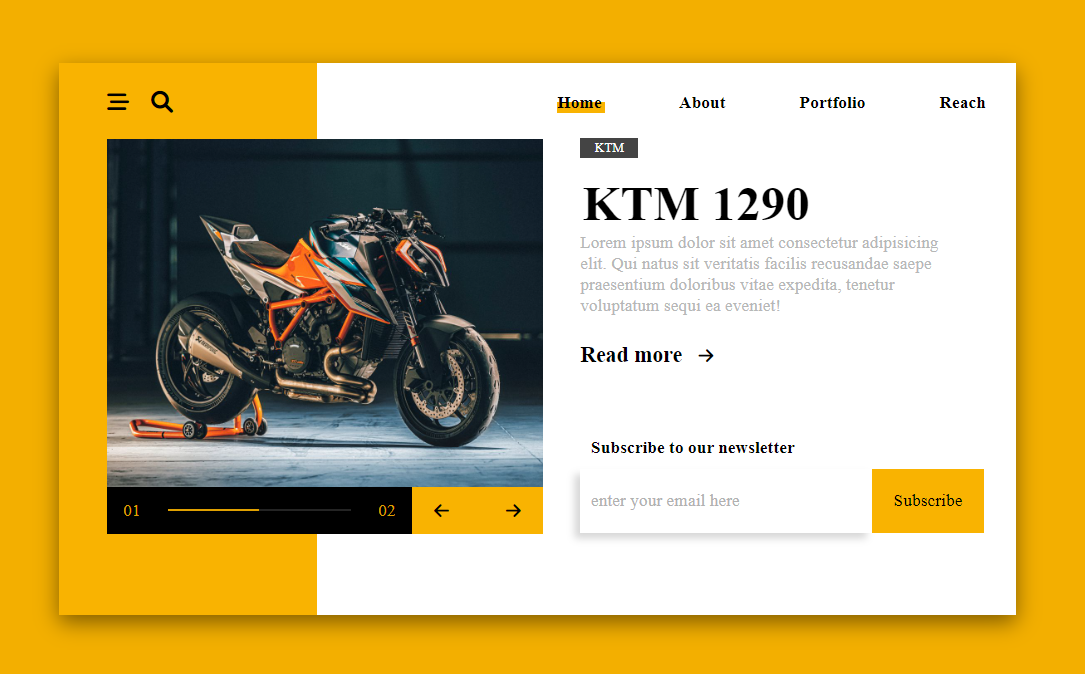 Home About Portfolio Reach
KTM
KTM 1290
Lorem ipsum dolor sit amet consectetur adipisicing
elit. Qui natus sit veritatis facilis recusandae saepe
praesentium doloribus vitae expedita, tenetur
voluptatum sequi ea eveniet!
Read more
Subscribe to our newsletter
enter your email here
Subscribe
01 02